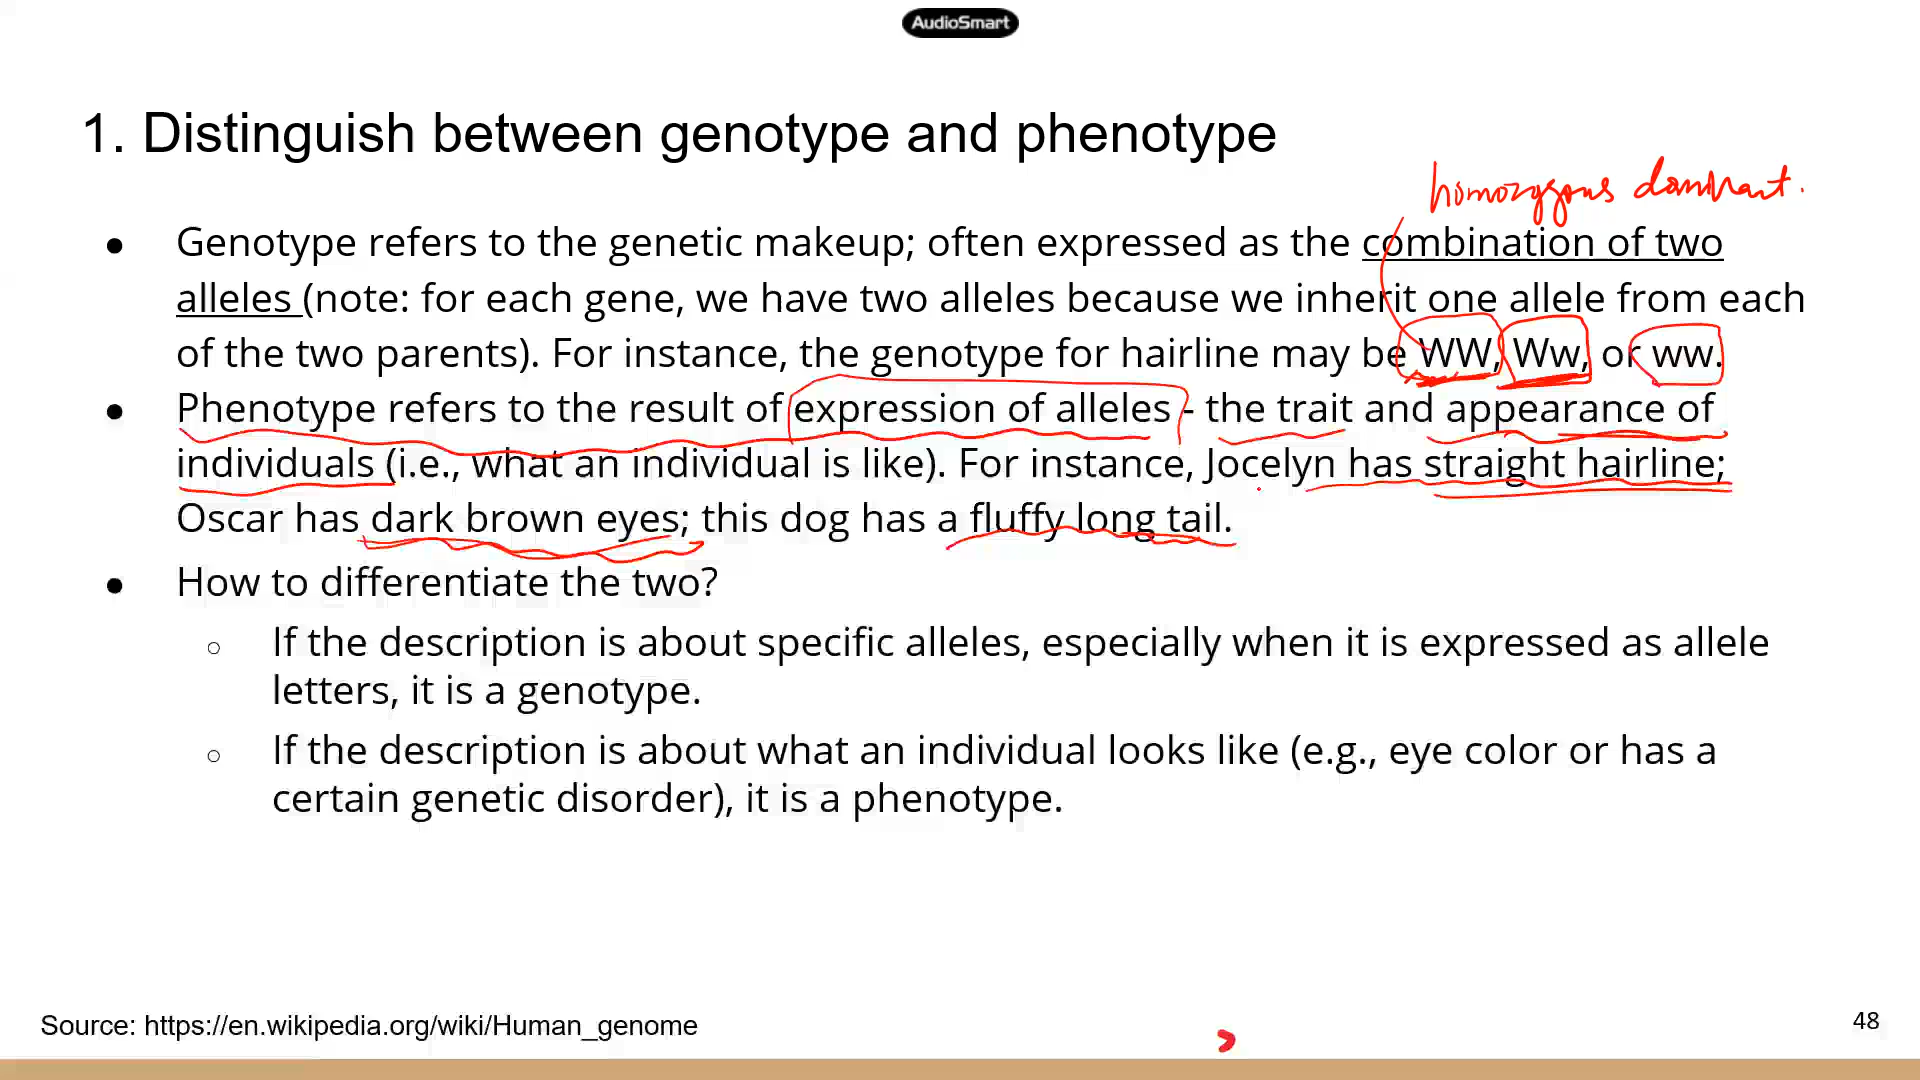 AudioSmart
1. Distinguish between genotype and phenotype
homozygous dominant.
● Genotype refers to the genetic makeup; often expressed as the combination of two
alleles (note: for each gene, we have two alleles because we inherit one allele from each
of the two parents). For instance, the genotype for hairline may be WW, Ww, or ww.
● Phenotype refers to the result of expression of alleles - the trait and appearance of
individuals (i.e., what an individual is like). For instance, Jocelyn has straight hairline;
Oscar has dark brown eyes; this dog has a fluffy long tail.
● How to differentiate the two?
○ If the description is about specific alleles, especially when it is expressed as allele
letters, it is a genotype.
○ If the description is about what an individual looks like (e.g., eye color or has a
certain genetic disorder), it is a phenotype.
Source: https://en.wikipedia.org/wiki/Human_genome
48